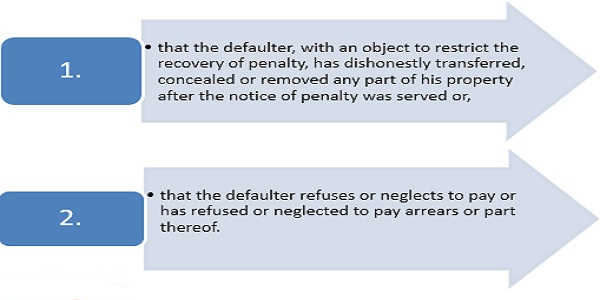 1.
• that the defaulter, with an object to restrict the
recovery of penalty, has dishonestly transferred,
concealed or removed any part of his property
after the notice of penalty was served or,
2.
• that the defaulter refuses or neglects to pay or
has refused or neglected to pay arrears or part
thereof.